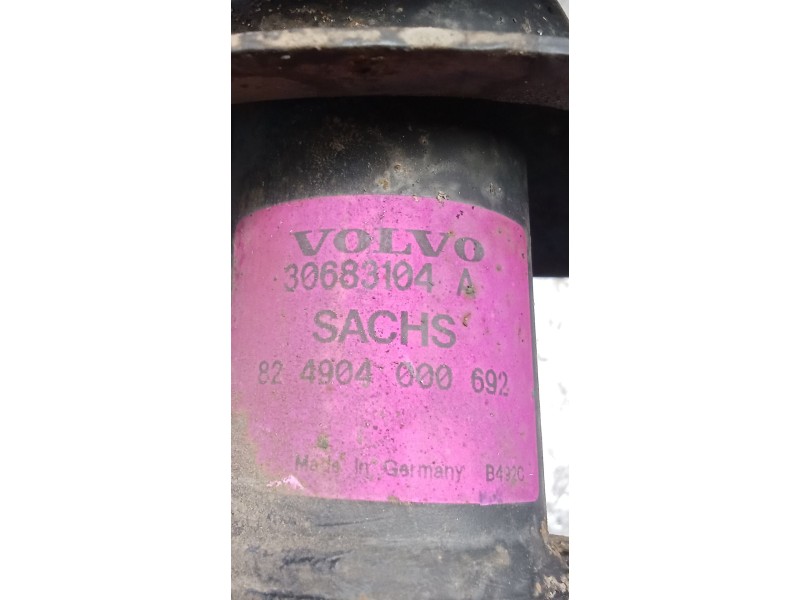 VOLVO
30683104 A
SACHS
82 4904 000 692
Made In Germany